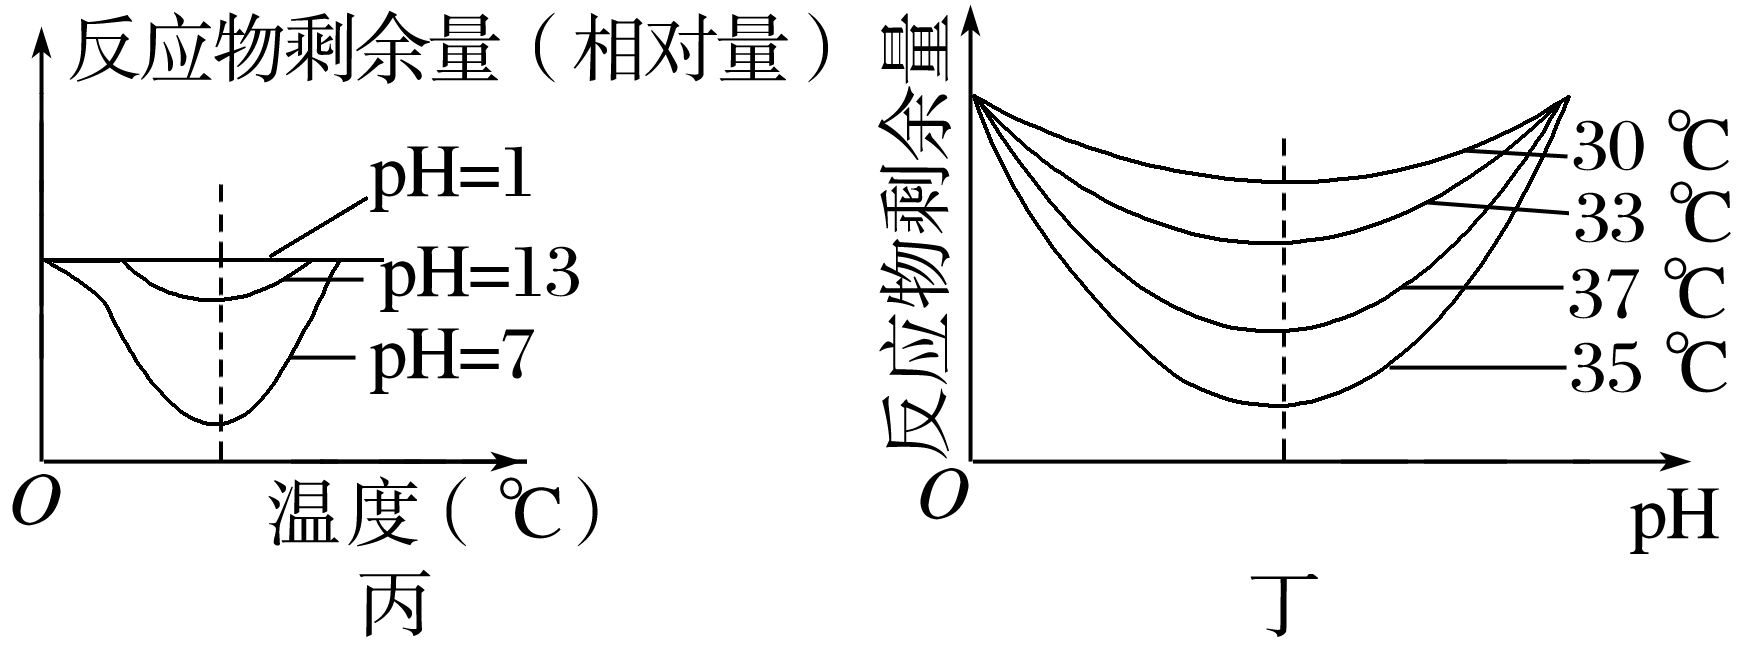 反应物剩余量（相对量）
pH=1
pH=13
pH=7
O
温度（℃）
丙
反应物剩余量
30 ℃
33 ℃
37 ℃
35 ℃
O
pH
丁